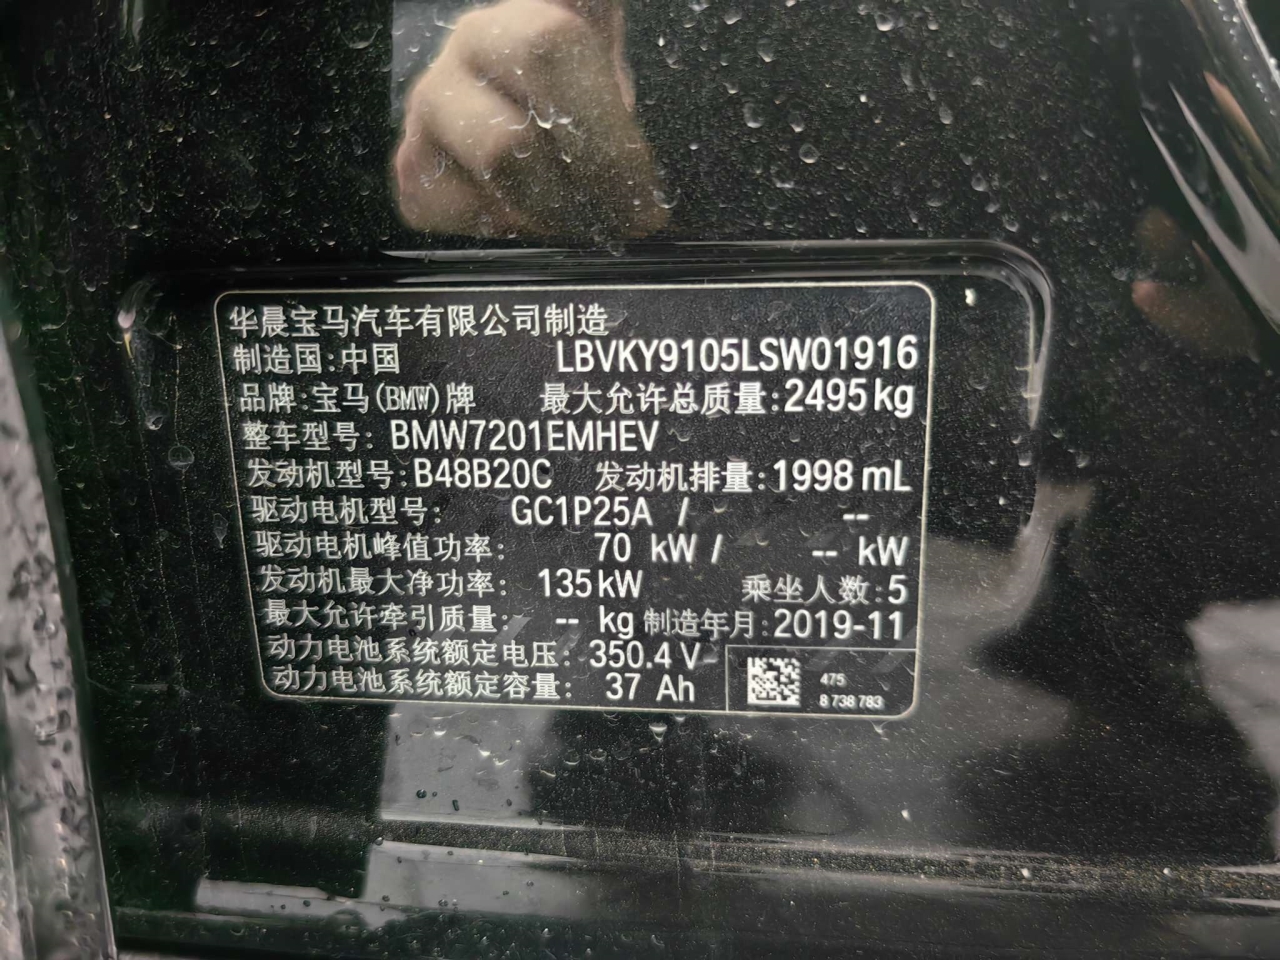 华晨宝马汽车有限公司制造
制造国:中国 LBVKY9105LSW01916
品牌:宝马(BMW)牌 最大允许总质量:2495kg
整车型号: BMW7201EMHEV
发动机型号:B48B20C 发动机排量:1998 mL
驱动电机型号: GC1P25A / --
驱动电机峰值功率: 70 kW / -- kW
发动机最大净功率: 135kW 乘坐人数:5
最大允许牵引质量: -- kg 制造年月:2019-11
动力电池系统额定电压: 350.4 V
动力电池系统额定容量: 37 Ah
475
8 738 783